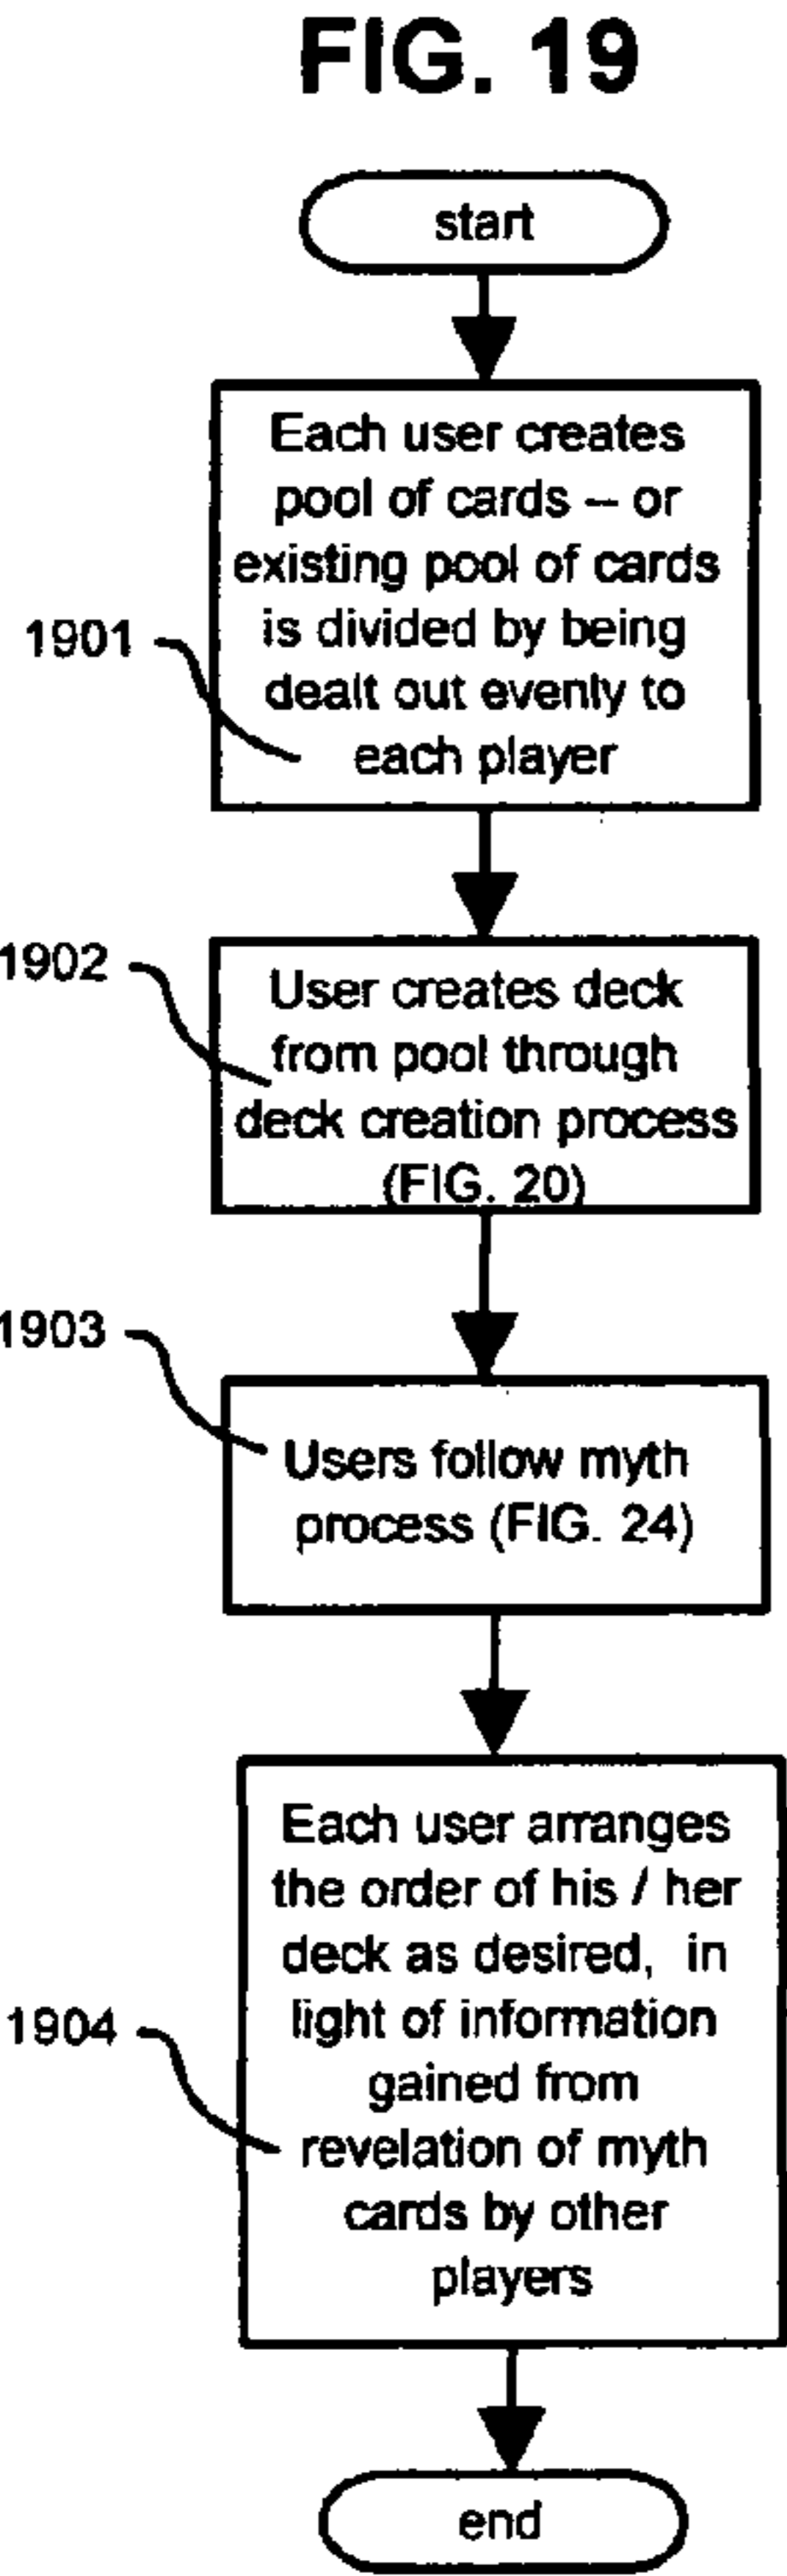 FIG. 19
start
Each user creates
pool of cards – or
existing pool of cards
is divided by being
dealt out evenly to
each player
1901
User creates deck
from pool through
deck creation process
(FIG. 20)
1902
1903
Users follow myth
process (FIG. 24)
Each user arranges
the order of his / her
deck as desired, in
light of information
gained from
revelation of myth
cards by other
players
1904
end